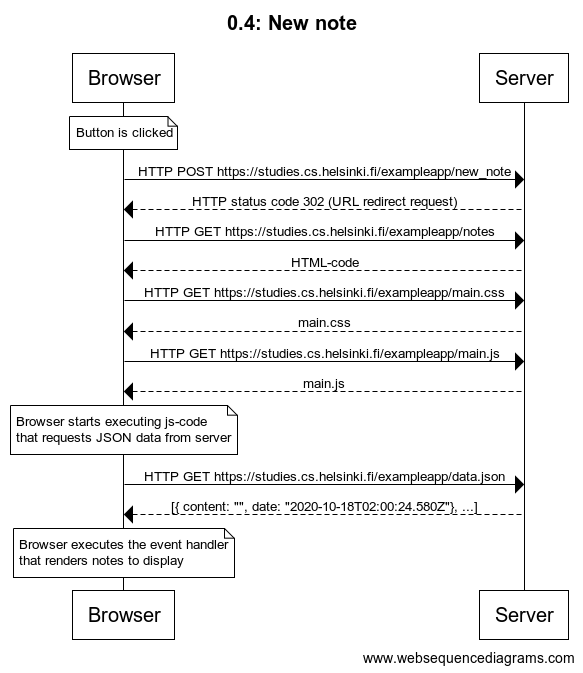 0.4: New note
Browser
Server
Button is clicked
HTTP POST https://studies.cs.helsinki.fi/exampleapp/new_note
HTTP status code 302 (URL redirect request)
HTTP GET https://studies.cs.helsinki.fi/exampleapp/notes
HTML-code
HTTP GET https://studies.cs.helsinki.fi/exampleapp/main.css
main.css
HTTP GET https://studies.cs.helsinki.fi/exampleapp/main.js
main.js
Browser starts executing js-code
that requests JSON data from server
HTTP GET https://studies.cs.helsinki.fi/exampleapp/data.json
[{ content: "", date: "2020-10-18T02:00:24.580Z"}, ...]
Browser executes the event handler
that renders notes to display
Browser
Server
www.websequencediagrams.com